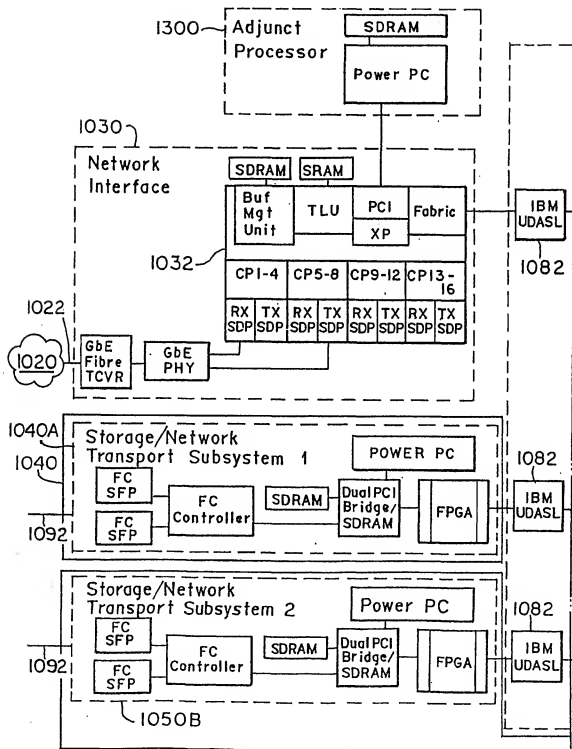 1300
Adjunct
Processor
SDRAM
Power PC
1030
Network
Interface
SDRAM
SRAM
Buf
Mgt
Unit
TLU
PCI
XP
Fabric
1032
IBM
UDASL
1082
CP1-4
CP5-8
CP9-12
CP13-
16
RX
SDP
TX
SDP
RX
SDP
TX
SDP
RX
SDP
TX
SDP
RX
SDP
TX
SDP
1022
1020
GbE
Fibre
TCVR
GbE
PHY
1040A
1040
Storage/Network
Transport Subsystem 1
POWER PC
FC
SFP
FC
SFP
FC
Controller
SDRAM
Dual PCI
Bridge/
SDRAM
FPGA
1082
IBM
UDASL
1092
Storage/Network
Transport Subsystem 2
Power PC
FC
SFP
FC
SFP
FC
Controller
SDRAM
Dual PCI
Bridge/
SDRAM
FPGA
1082
IBM
UDASL
1092
1050B